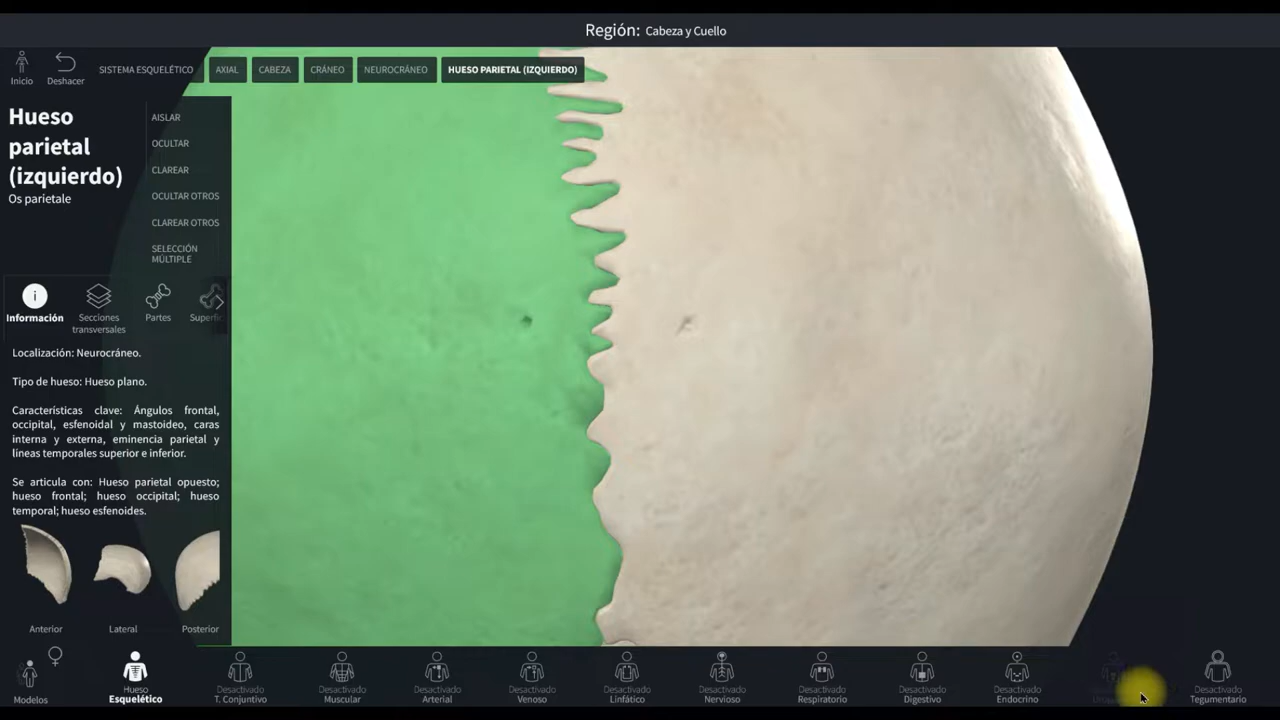 Región: Cabeza y Cuello
Inicio
Deshacer
SISTEMA ESQUELÉTICO
AXIAL
CABEZA
CRÁNEO
NEUROCRÁNEO
HUESO PARIETAL (IZQUIERDO)
Hueso
parietal
(izquierdo)
Os parietale
AISLAR
OCULTAR
CLAREAR
OCULTAR OTROS
CLAREAR OTROS
SELECCIÓN
MÚLTIPLE
Información
Secciones
transversales
Partes
Localización: Neurocráneo.
Tipo de hueso: Hueso plano.
Características clave: Ángulos frontal,
occipital, esfenoidal y mastoideo, caras
interna y externa, eminencia parietal y
líneas temporales superior e inferior.
Se articula con: Hueso parietal opuesto;
hueso frontal; hueso occipital; hueso
temporal; hueso esfenoides.
Anterior
Lateral
Posterior
Modelos
Hueso
Esquelético
Desactivado
T. Conjuntivo
Desactivado
Muscular
Desactivado
Arterial
Desactivado
Venoso
Desactivado
Linfático
Desactivado
Nervioso
Desactivado
Respiratorio
Desactivado
Digestivo
Desactivado
Endocrino
Desactivado
Tegumentario